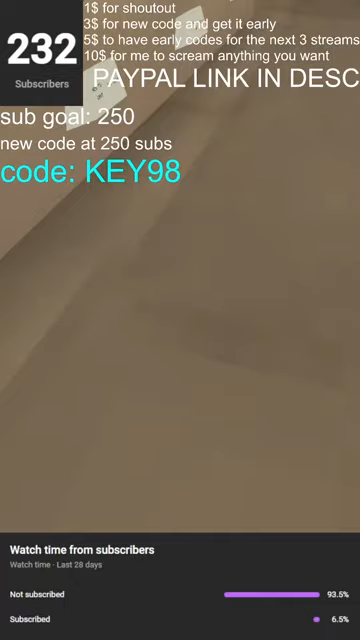 232
Subscribers
1$ for shoutout
3$ for new code and get it early
5$ to have early codes for the next 3 streams
10$ for me to scream anything you want
PAYPAL LINK IN DESC
sub goal: 250
new code at 250 subs
code: KEY98
Watch time from subscribers
Watch time · Last 28 days
Not subscribed 93.5%
Subscribed 6.5%